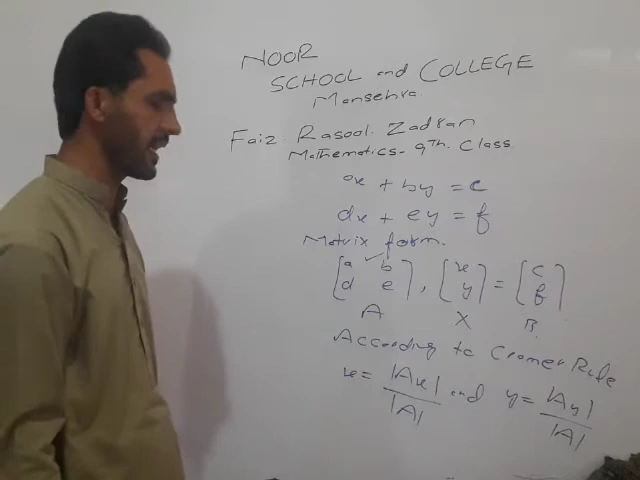 NOOR
SCHOOL and COLLEGE
Mansehra
Faiz Rasool. Zadran
Mathematics- 9th. Class
ax + by = c
dx + ey = f
Matrix form.
[a b
d e] , [x
y] = [c
f]
A X B
According to Cramer Rule
x = |Ax| / |A| and y = |Ay| / |A|